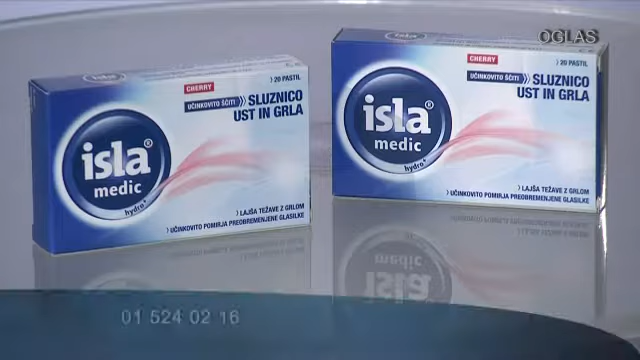 OGLAS
CHERRY
› 20 PASTIL
UČINKOVITO ŠČITI
SLUZNICO
UST IN GRLA
isla®
medic
hydro+
› LAJŠA TEŽAVE Z GRLOM
› UČINKOVITO POMIRJA PREOBREMENJENE GLASILKE
CHERRY
› 20 PASTIL
UČINKOVITO ŠČITI
SLUZNICO
UST IN GRLA
isla®
medic
hydro+
› LAJŠA TEŽAVE Z GRLOM
› UČINKOVITO POMIRJA PREOBREMENJENE GLASILKE
01 524 02 16